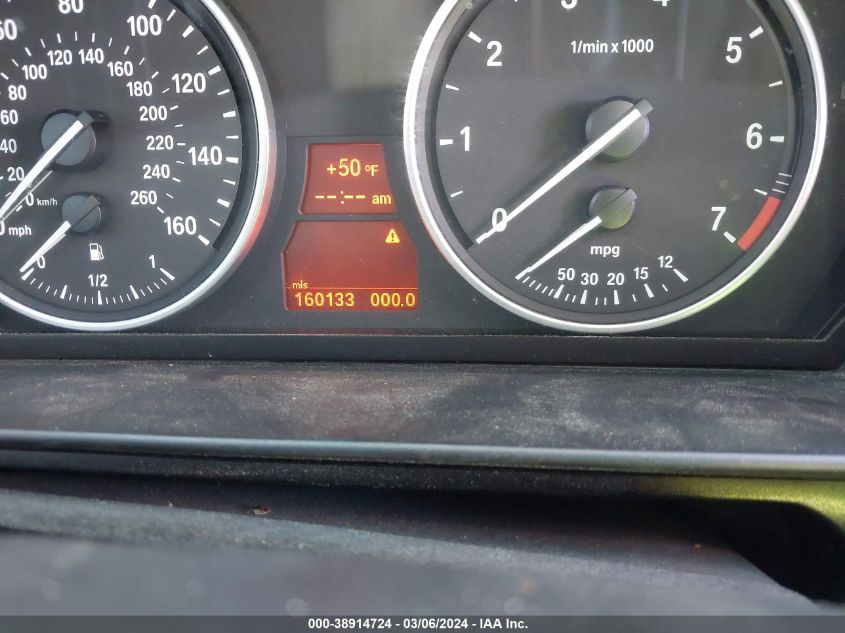 60 80 100 120 140 160
20 40 60 80 100 120 140 160 180 200 220 240 260
0 km/h
0 mph
0 1/2 1
+50 °F
--:-- am
mls
160133 000.0
1/min x 1000
0 1 2 3 4 5 6 7
mpg
50 30 20 15 12
000-38914724 - 03/06/2024 - IAA Inc.